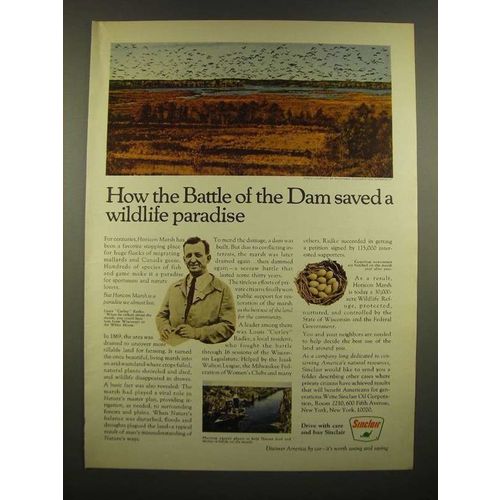 How the Battle of the Dam saved a
wildlife paradise
For centuries, Horicon Marsh has
been a favorite stopping place
for huge flocks of migrating
mallards and Canada geese.
Hundreds of species of fish
and game make it a paradise
for sportsmen and nature
lovers.
But Horicon Marsh is a
paradise we almost lost.
Louis "Curley" Radke.
In 1869, the area was
drained to uncover more
tillable land for farming. It
turned the once beautiful, boving marsh into
an ugly wasteland where crops failed,
natural plants shriveled and died,
and wildlife disappeared in droves.
A basic fact was also revealed. The
marsh had played a vital role in
Nature's master plan, providing ir-
rigation, as needed, to surrounding
forests and plains. When Nature's
balance was disturbed, floods and
droughts plagued the land—a typical
result of man's misunderstanding of
Nature's ways.
To mend the damage, a dam was
built. But due to conflicting in-
terests, the marsh was later
drained again... then dammed
again,—a seesaw battle that
lasted some thirty years.
The tireless efforts of pri-
vate citizens finally won
public support for res-
toration of the marsh
as the best use of the land
for the community.
A leader among them
was Louis "Curley"
Radke, a local resident,
who fought the battle
through 16 sessions of the Wiscon-
sin Legislature. Helped by the Izaak
Walton League, the Milwaukee Fed-
eration of Women's Clubs and many
others, Radke succeeded in getting
a petition signed by 115,000 inter-
ested supporters.
As a result,
Horicon Marsh
is today a 30,000-
acre Wildlife Ref-
uge, protected,
nurtured, and controlled by the
State of Wisconsin and the Federal
Government.
You and your neighbors are needed
to help decide the best use of the
land around you.
As a company long dedicated to con-
serving America's natural resources,
Sinclair would like to send you a
folder describing other cases where
private citizens have achieved results
that will benefit Americans for gen-
erations. Write Sinclair Oil Corpora-
tion, Room 2210, 600 Fifth Avenue,
New York, New York, 10020.
Drive with care
and buy Sinclair
Sinclair
Discover America by car—it's worth seeing and saving